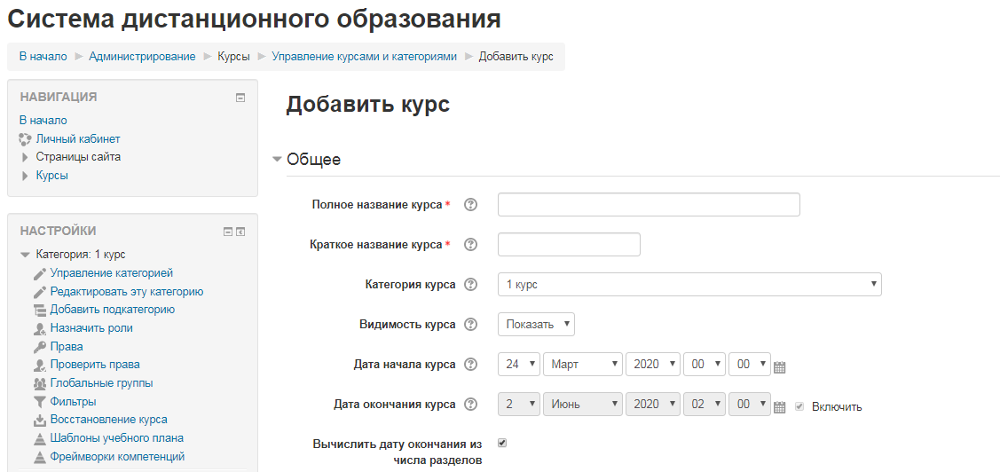 Система дистанционного образования
В начало ► Администрирование ► Курсы ► Управление курсами и категориями ► Добавить курс
НАВИГАЦИЯ
В начало
Личный кабинет
Страницы сайта
Курсы
НАСТРОЙКИ
Категория: 1 курс
Управление категорией
Редактировать эту категорию
Добавить подкатегорию
Назначить роли
Права
Проверить права
Глобальные группы
Фильтры
Восстановление курса
Шаблоны учебного плана
Фреймворки компетенций
Добавить курс
Общее
Полное название курса *
Краткое название курса *
Категория курса 1 курс
Видимость курса Показать
Дата начала курса 24 Март 2020 00 00
Дата окончания курса 2 Июнь 2020 02 00 Включить
Вычислить дату окончания из
числа разделов